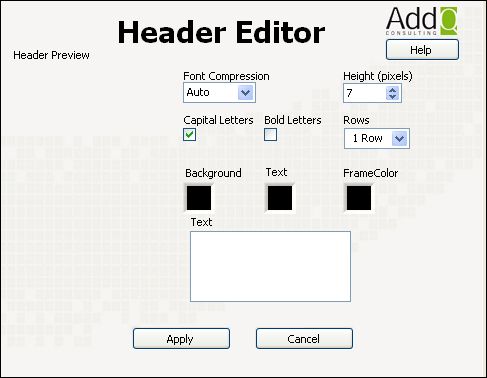 Header Editor
AddQ
CONSULTING
Help
Header Preview
Font Compression
Height (pixels)
Auto
7
Capital Letters
Bold Letters
Rows
1 Row
Background
Text
FrameColor
Text
Apply
Cancel